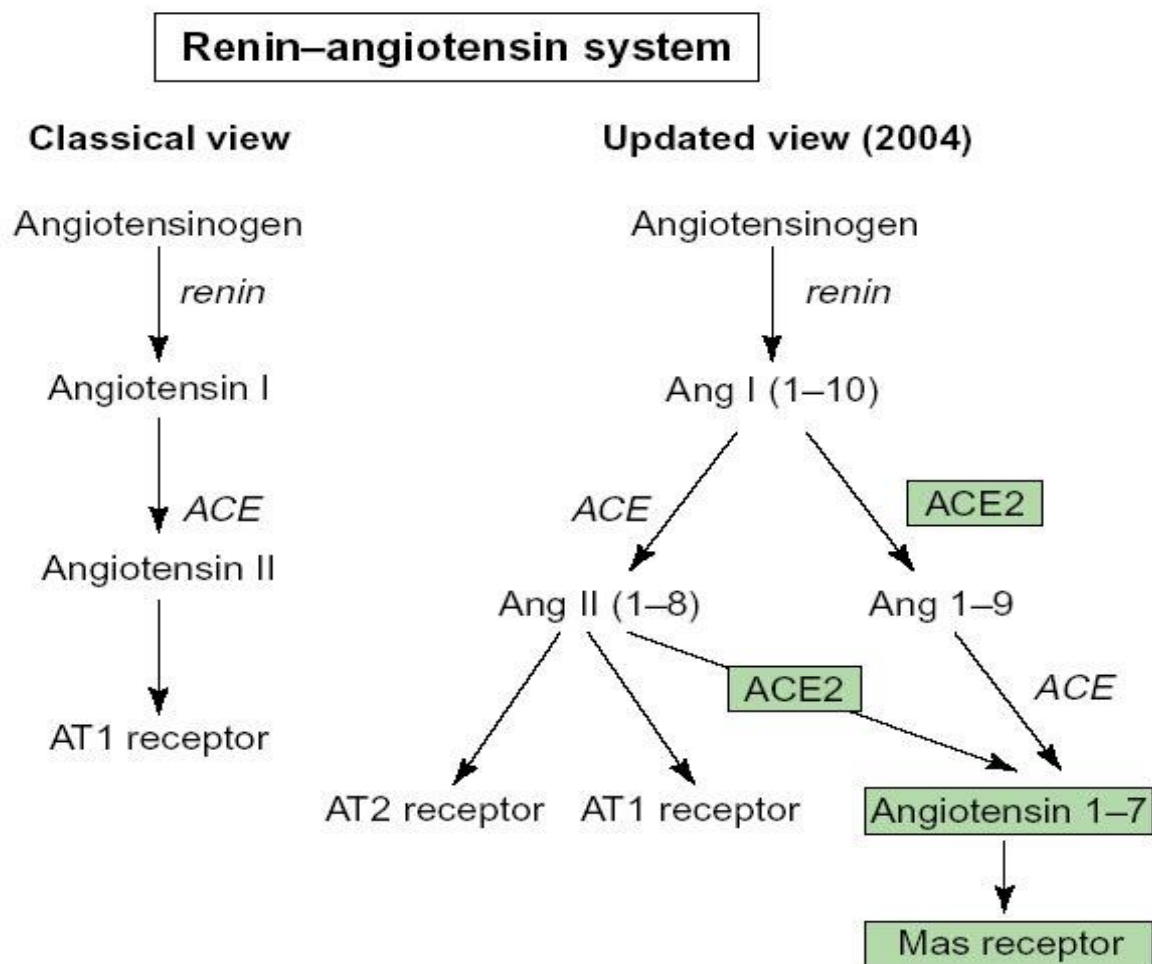 Renin–angiotensin system
Classical view
Angiotensinogen
renin
Angiotensin I
ACE
Angiotensin II
AT1 receptor
Updated view (2004)
Angiotensinogen
renin
Ang I (1–10)
ACE
ACE2
Ang II (1–8)
Ang 1–9
ACE2
ACE
AT2 receptor
AT1 receptor
Angiotensin 1–7
Mas receptor